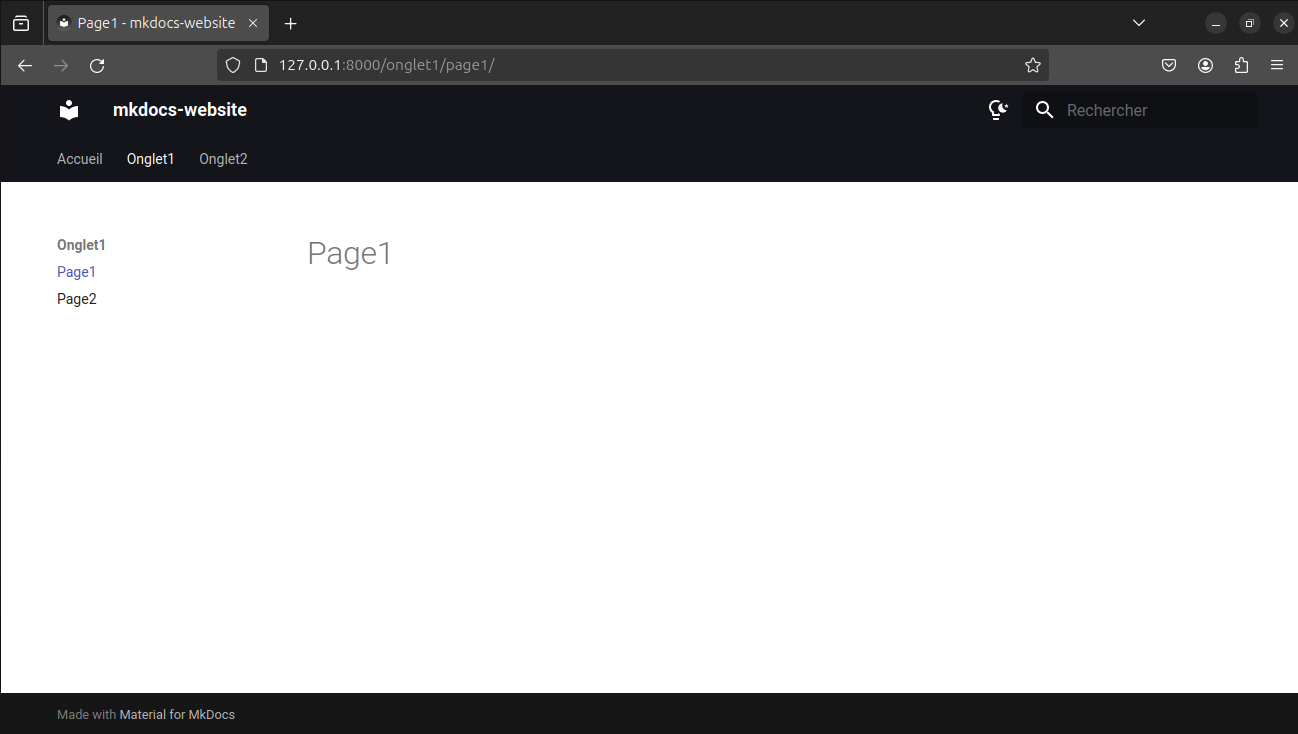 Page1 - mkdocs-website
127.0.0.1:8000/onglet1/page1/
mkdocs-website
Rechercher
Accueil Onglet1 Onglet2
Onglet1
Page1
Page2
Page1
Made with Material for MkDocs